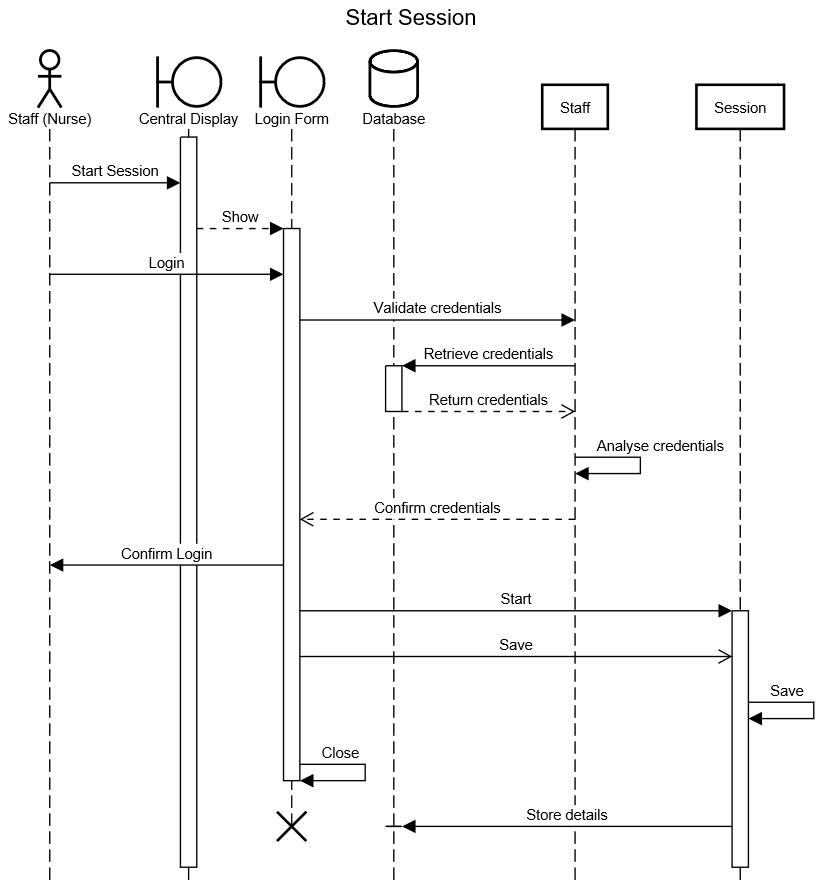 Start Session
Staff (Nurse)
Central Display
Login Form
Database
Staff
Session
Start Session
Show
Login
Validate credentials
Retrieve credentials
Return credentials
Analyse credentials
Confirm credentials
Confirm Login
Start
Save
Save
Close
Store details